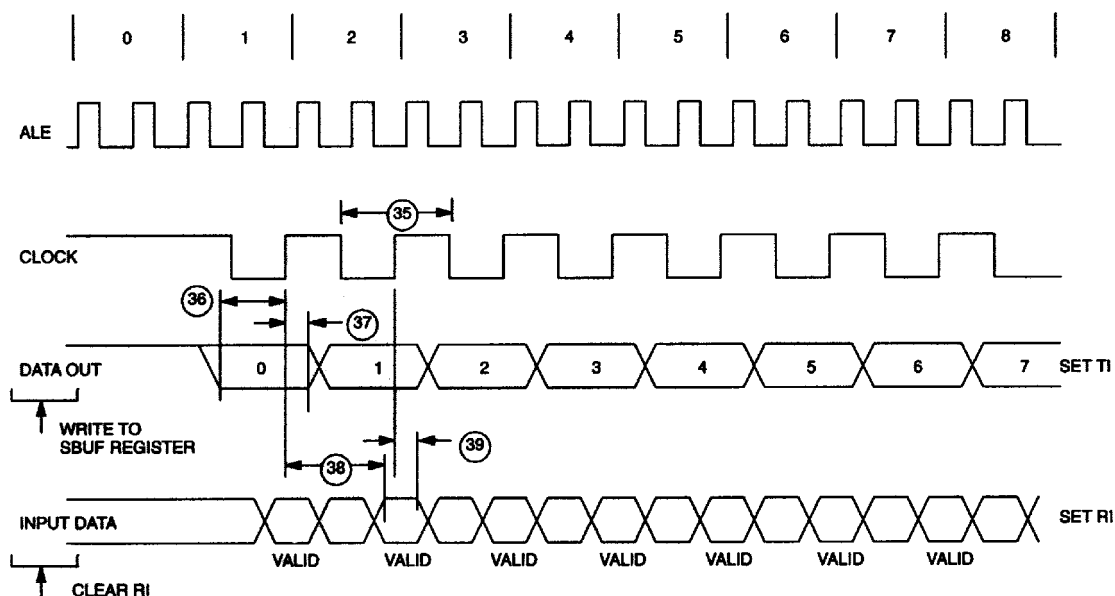 0 1 2 3 4 5 6 7 8
ALE
35
CLOCK
36
37
DATA OUT 0 1 2 3 4 5 6 7 SET TI
WRITE TO
SBUF REGISTER
39
38
INPUT DATA SET RI
VALID VALID VALID VALID VALID VALID VALID
CLEAR RI